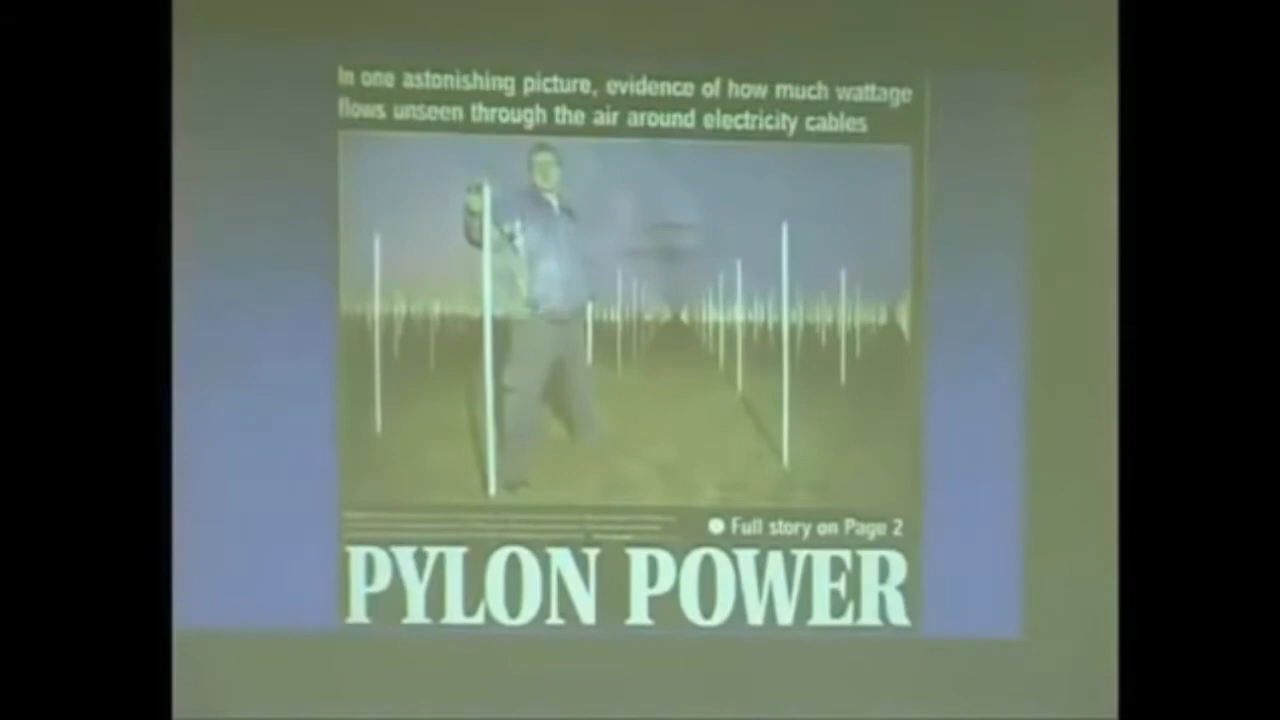 In one astonishing picture, evidence of how much wattage
flows unseen through the air around electricity cables
Full story on Page 2
PYLON POWER